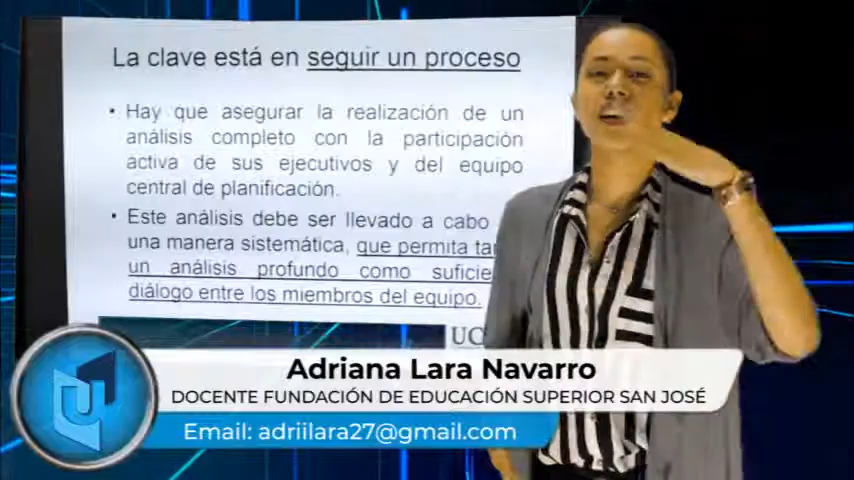 La clave está en seguir un proceso
• Hay que asegurar la realización de un
análisis completo con la participación
activa de sus ejecutivos y del equipo
central de planificación.
• Este análisis debe ser llevado a cabo
una manera sistemática, que permita
un análisis profundo como
diálogo entre los miembros del equipo.
Adriana Lara Navarro
DOCENTE FUNDACIÓN DE EDUCACIÓN SUPERIOR SAN JOSÉ
Email: adriilara27@gmail.com